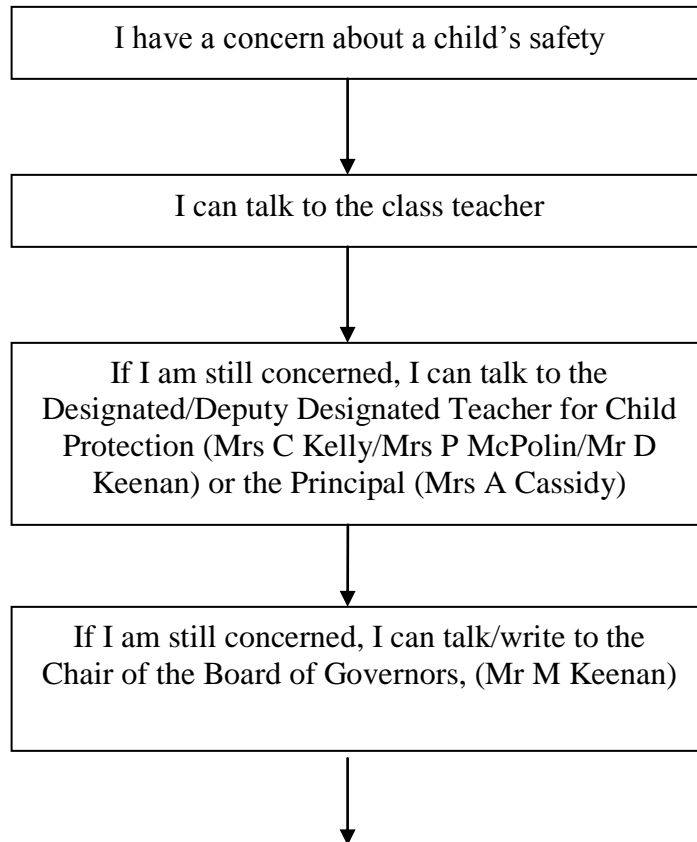 I have a concern about a child’s safety
I can talk to the class teacher
If I am still concerned, I can talk to the
Designated/Deputy Designated Teacher for Child
Protection (Mrs C Kelly/Mrs P McPolin/Mr D
Keenan) or the Principal (Mrs A Cassidy)
If I am still concerned, I can talk/write to the
Chair of the Board of Governors, (Mr M Keenan)